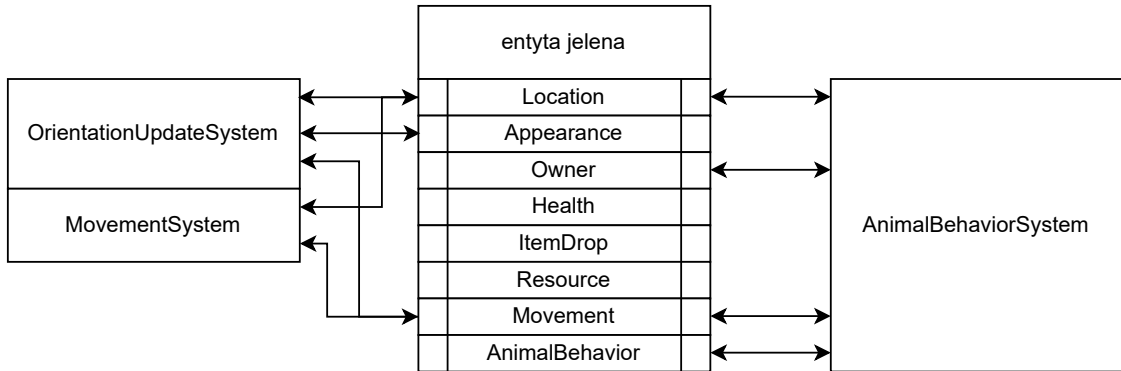 entyta jelena
OrientationUpdateSystem
MovementSystem
Location
Appearance
Owner
Health
ItemDrop
Resource
Movement
AnimalBehavior
AnimalBehaviorSystem